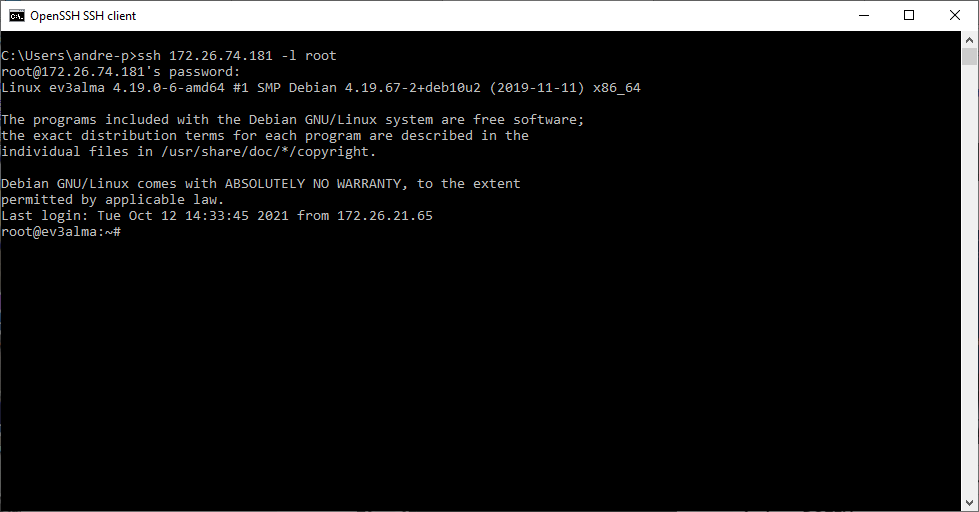 OpenSSH SSH client
C:\Users\andre-p>ssh 172.26.74.181 -l root
root@172.26.74.181's password:
Linux ev3alma 4.19.0-6-amd64 #1 SMP Debian 4.19.67-2+deb10u2 (2019-11-11) x86_64
The programs included with the Debian GNU/Linux system are free software;
the exact distribution terms for each program are described in the
individual files in /usr/share/doc/*/copyright.
Debian GNU/Linux comes with ABSOLUTELY NO WARRANTY, to the extent
permitted by applicable law.
Last login: Tue Oct 12 14:33:45 2021 from 172.26.21.65
root@ev3alma:~#